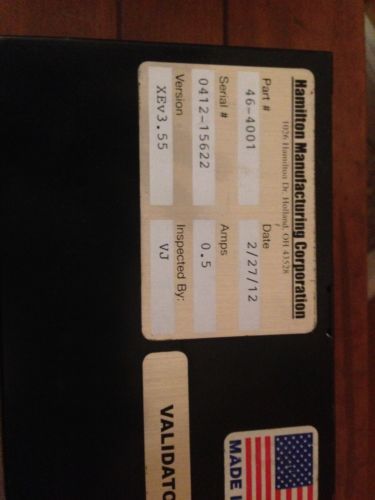 Hamilton Manufacturing Corporation
1026 Hamilton Dr. Holland, OH 43528
Part # Date
46-4001 2/27/12
Serial # Amps
0412-15622 0.5
Version Inspected By:
XEv3.55 VJ
VALIDATO
MADE